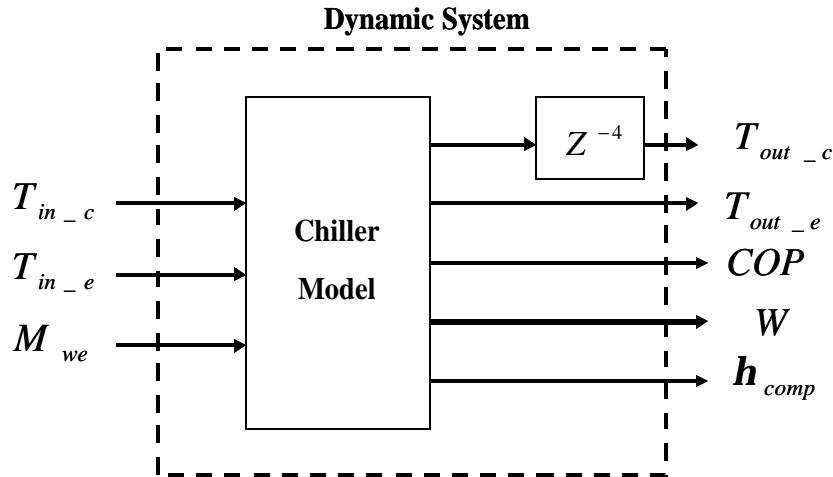 Dynamic System
Z⁻⁴
T_out_c
T_in_c
T_out_e
Chiller
Model
T_in_e
COP
M_we
W
h_comp